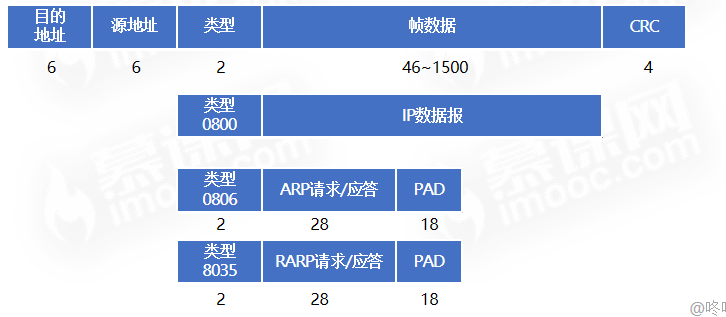 目的
地址
源地址
类型
帧数据
CRC
6
6
2
46~1500
4
类型
0800
IP数据报
类型
0806
ARP请求/应答
PAD
2
28
18
类型
8035
RARP请求/应答
PAD
2
28
18
慕课网
imooc.com
慕课网
imooc.com
@咚